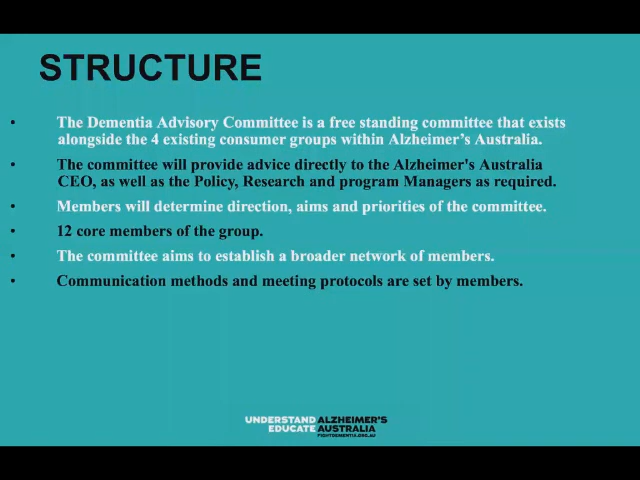 STRUCTURE
• The Dementia Advisory Committee is a free standing committee that exists
alongside the 4 existing consumer groups within Alzheimer’s Australia.
• The committee will provide advice directly to the Alzheimer's Australia
CEO, as well as the Policy, Research and program Managers as required.
• Members will determine direction, aims and priorities of the committee.
• 12 core members of the group.
• The committee aims to establish a broader network of members.
• Communication methods and meeting protocols are set by members.
UNDERSTAND ALZHEIMER'S
EDUCATE AUSTRALIA
FIGHTDEMENTIA.ORG.AU